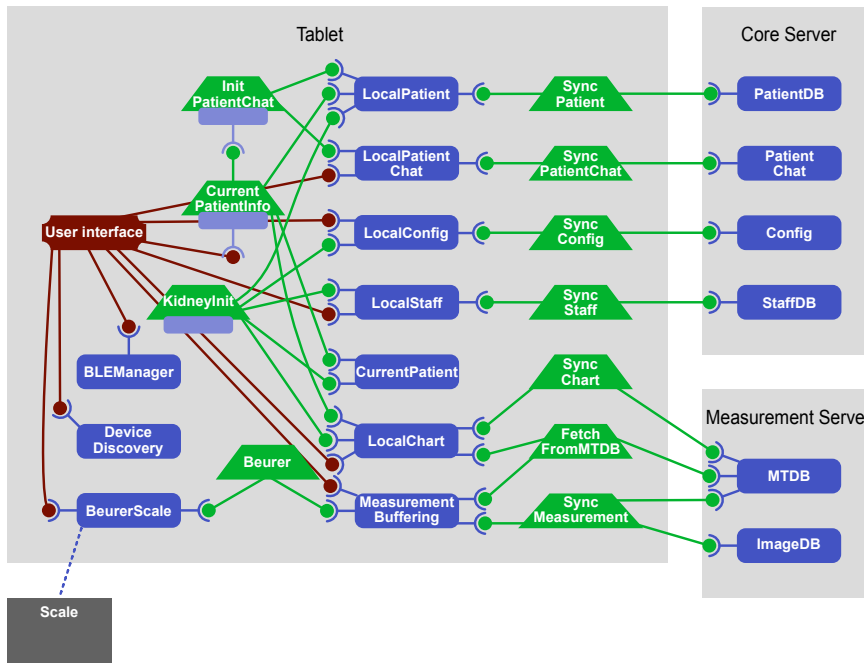 Tablet
Core Server
Init
PatientChat
LocalPatient
Sync
Patient
PatientDB
LocalPatient
Chat
Sync
PatientChat
Patient
Chat
Current
PatientInfo
User interface
LocalConfig
Sync
Config
Config
KidneyInit
LocalStaff
Sync
Staff
StaffDB
BLEManager
CurrentPatient
Sync
Chart
Device
Discovery
LocalChart
Fetch
FromMTDB
Measurement Serve
Beurer
MTDB
BeurerScale
Measurement
Buffering
Sync
Measurement
ImageDB
Scale